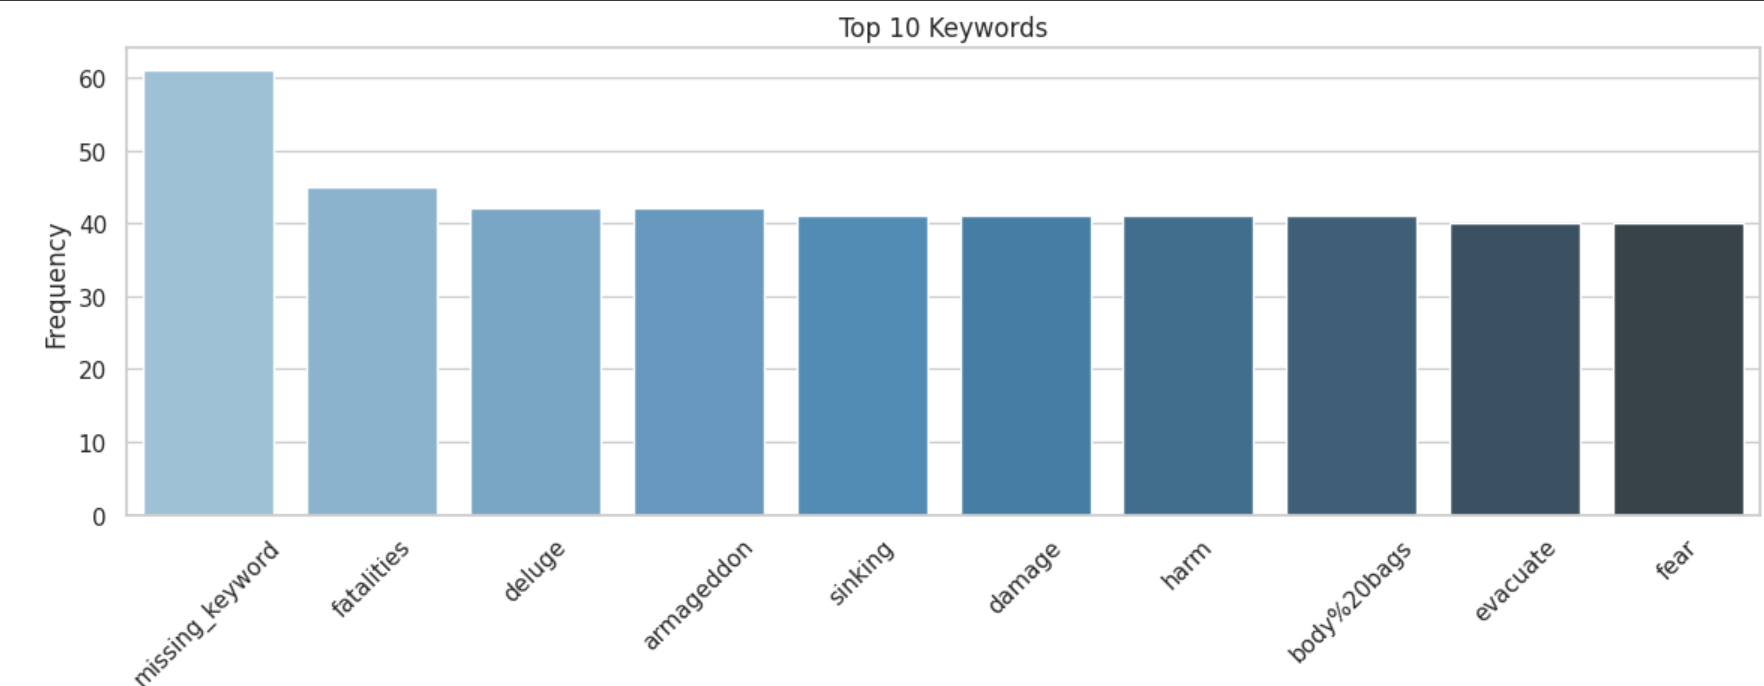 Top 10 Keywords
Frequency
60
50
40
30
20
10
0
missing_keyword
fatalities
deluge
armageddon
sinking
damage
harm
body%20bags
evacuate
fear